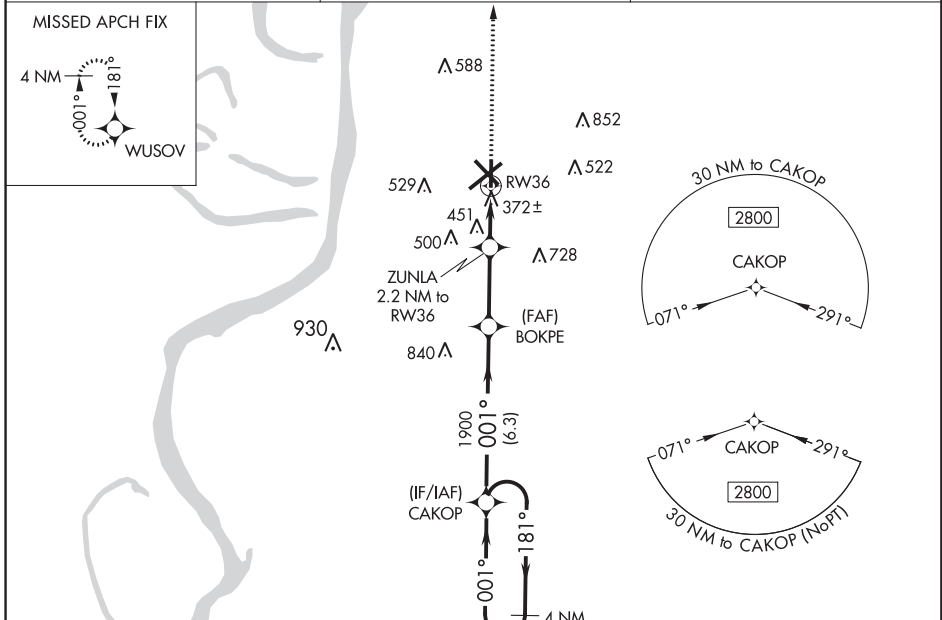 MISSED APCH FIX
4 NM
181°
001°
WUSOV
588
852
522
529
RW36
372±
451
500
728
ZUNLA
2.2 NM to
RW36
(FAF)
BOKPE
930
840
1900
001°
(6.3)
(IF/IAF)
CAKOP
181°
001°
4 NM
30 NM to CAKOP
2800
CAKOP
071°
291°
071°
291°
CAKOP
2800
30 NM to CAKOP (NoPT)